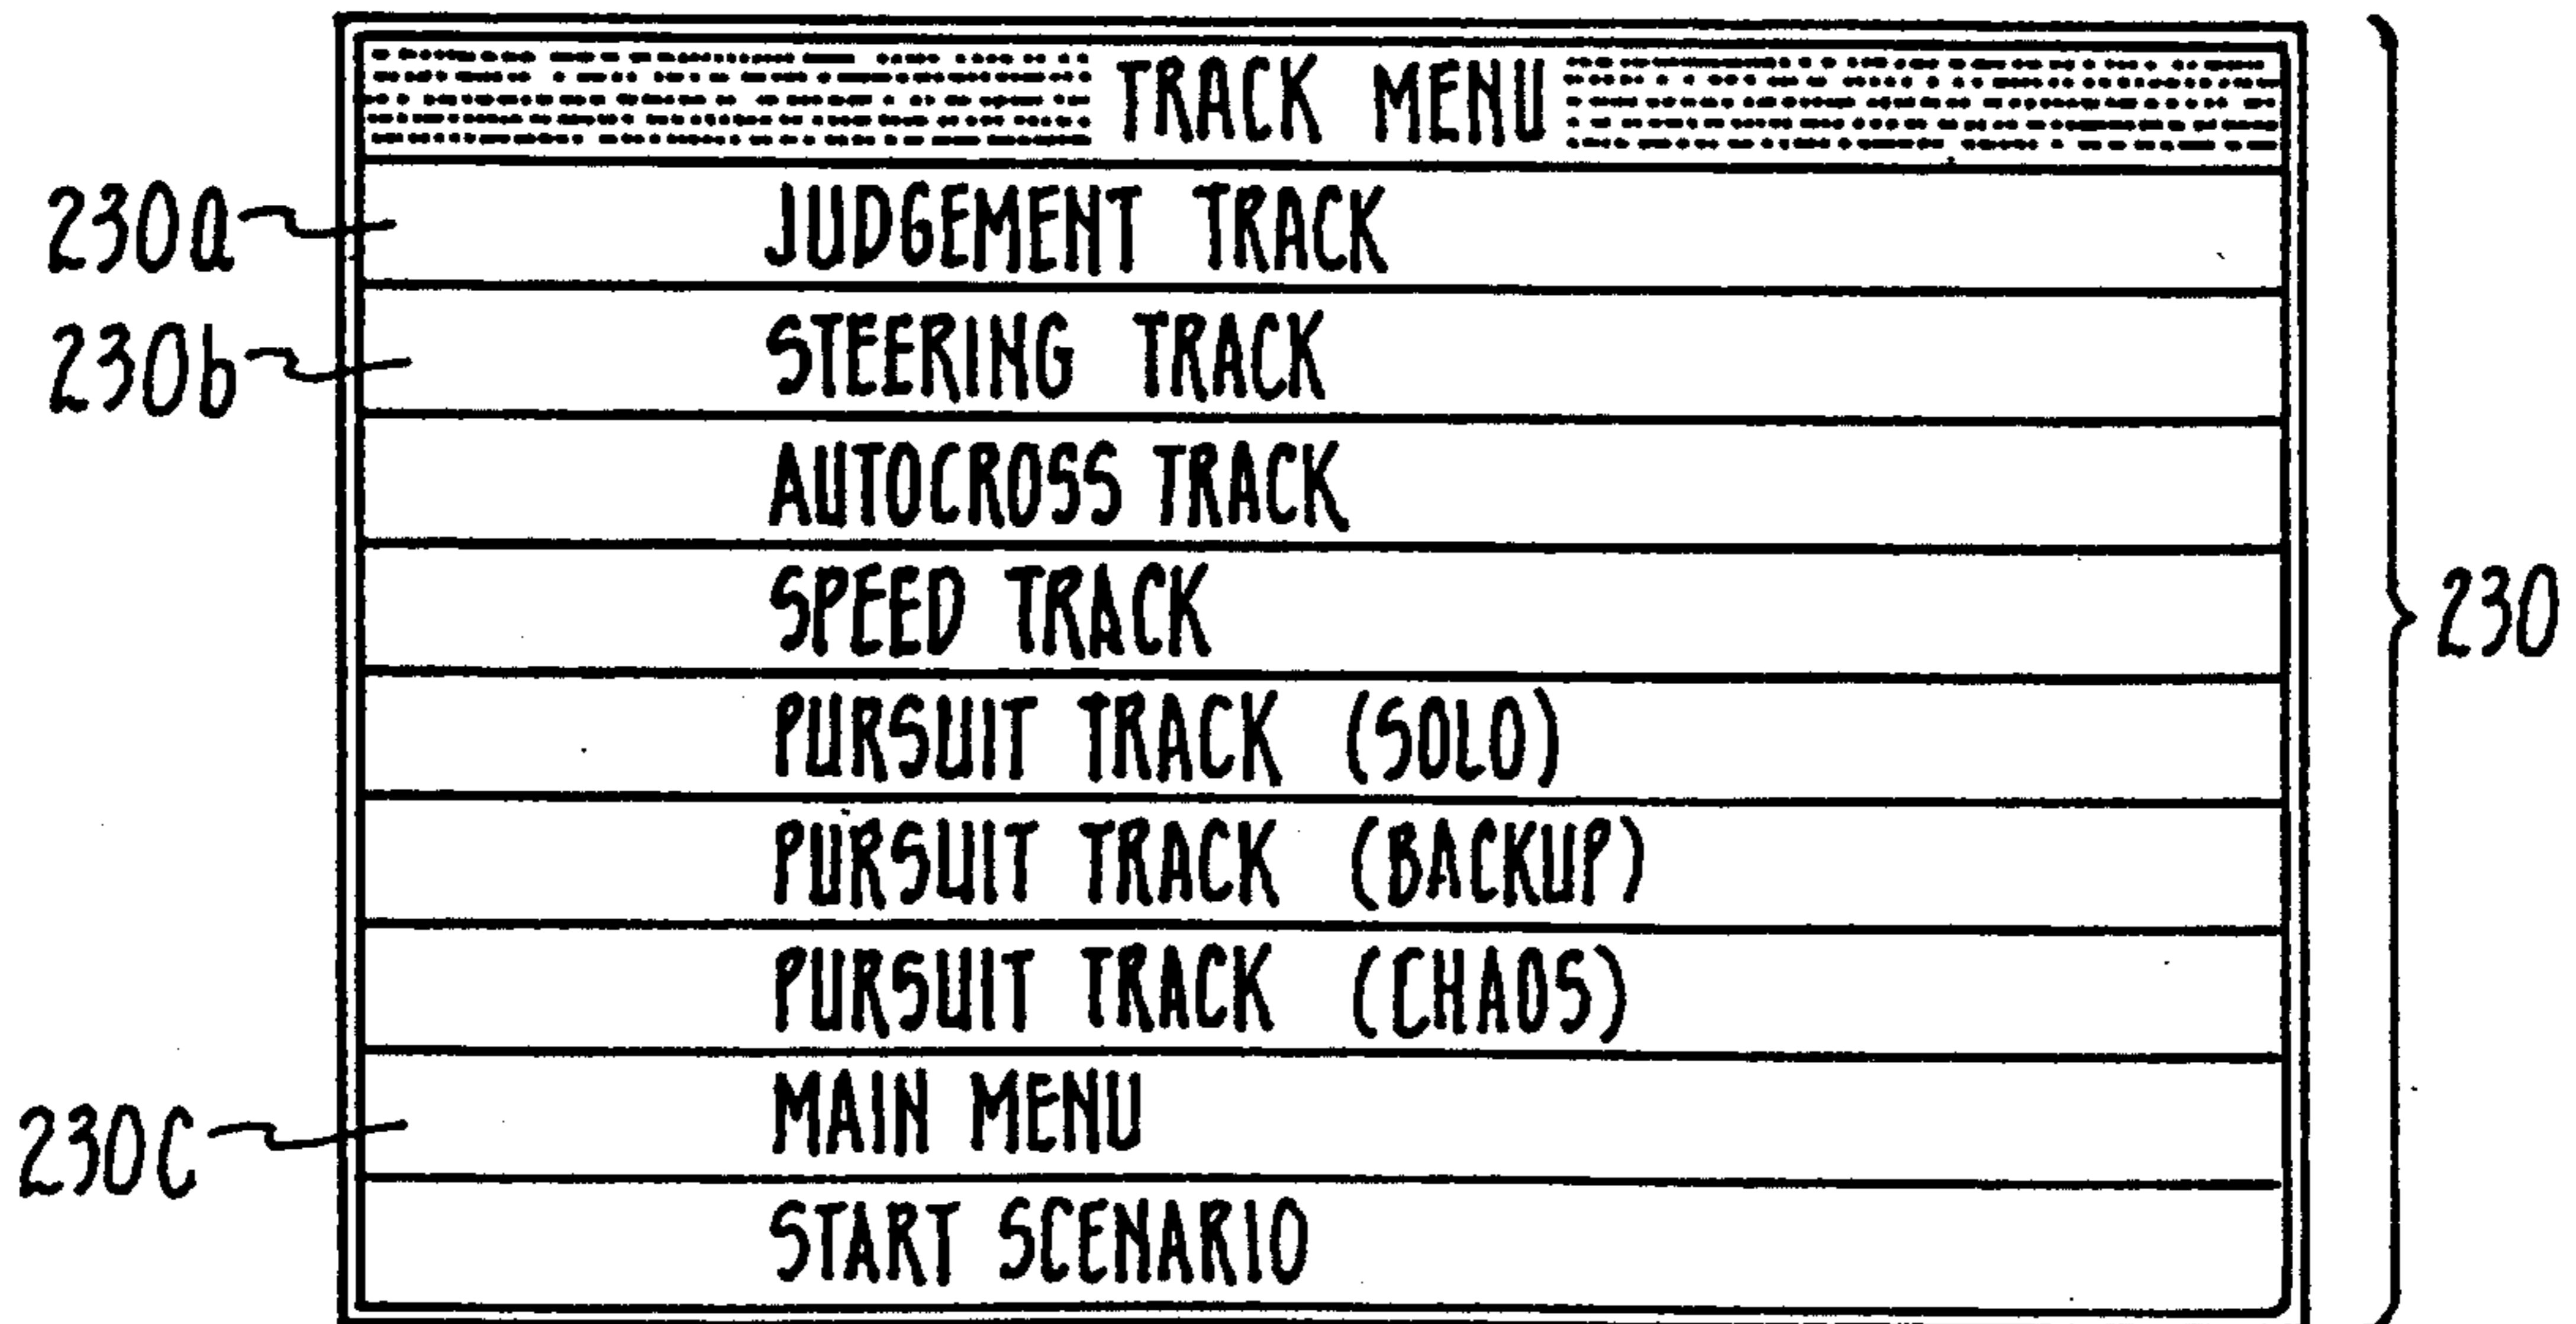 TRACK MENU
230a JUDGEMENT TRACK
230b STEERING TRACK
AUTOCROSS TRACK
SPEED TRACK
230
PURSUIT TRACK (SOLO)
PURSUIT TRACK (BACKUP)
PURSUIT TRACK (CHAOS)
230C MAIN MENU
START SCENARIO